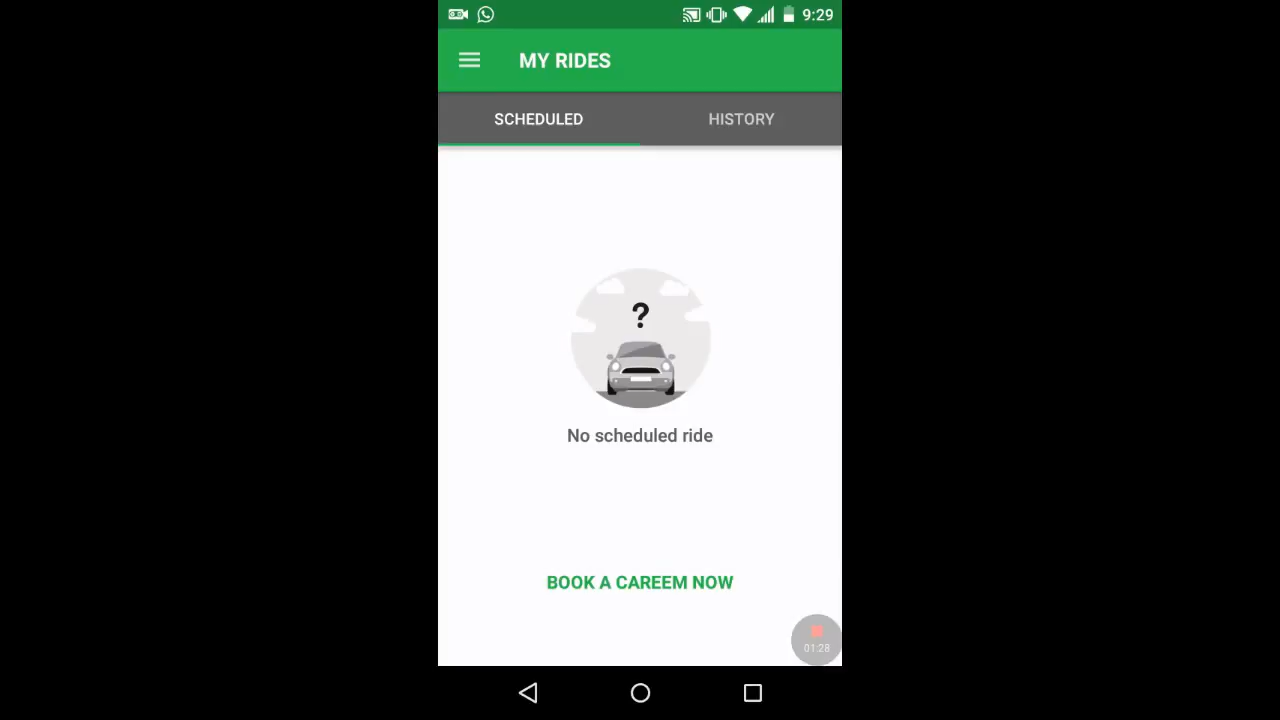 9:29
MY RIDES
SCHEDULED
HISTORY
?
No scheduled ride
BOOK A CAREEM NOW
01:28